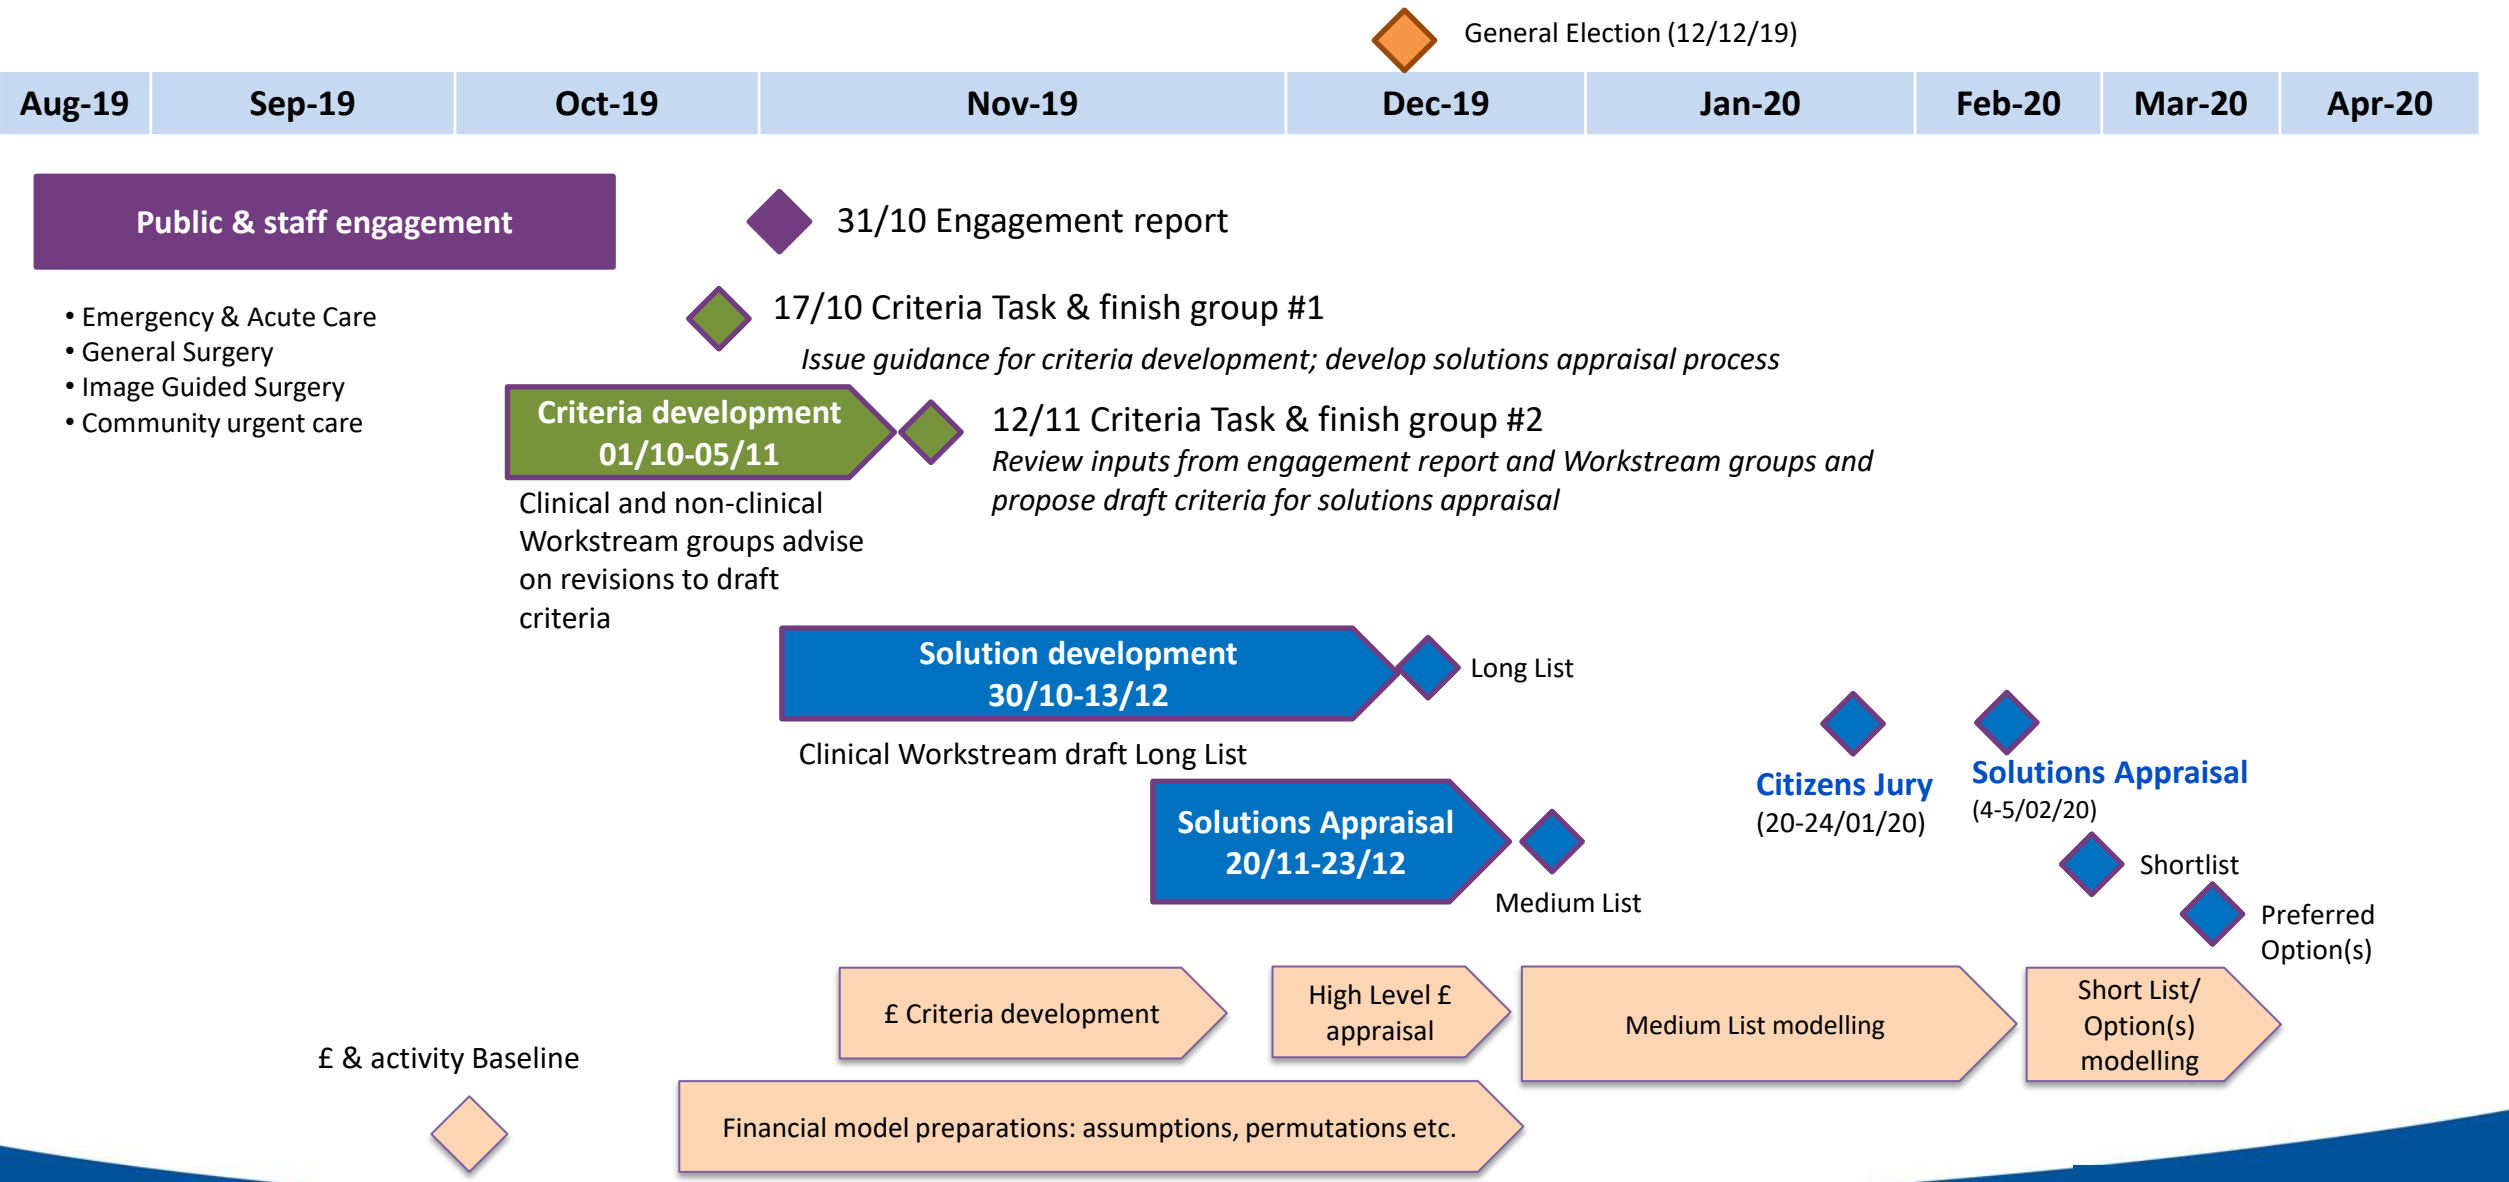 General Election (12/12/19)
Aug-19 Sep-19 Oct-19 Nov-19 Dec-19 Jan-20 Feb-20 Mar-20 Apr-20
Public & staff engagement
31/10 Engagement report
• Emergency & Acute Care
• General Surgery
• Image Guided Surgery
• Community urgent care
17/10 Criteria Task & finish group #1
Issue guidance for criteria development; develop solutions appraisal process
Criteria development
01/10-05/11
12/11 Criteria Task & finish group #2
Review inputs from engagement report and Workstream groups and
propose draft criteria for solutions appraisal
Clinical and non-clinical
Workstream groups advise
on revisions to draft
criteria
Solution development
30/10-13/12
Long List
Clinical Workstream draft Long List
Citizens Jury
(20-24/01/20)
Solutions Appraisal
(4-5/02/20)
Solutions Appraisal
20/11-23/12
Medium List
Shortlist
Preferred
Option(s)
£ Criteria development
High Level £
appraisal
Medium List modelling
Short List/
Option(s)
modelling
£ & activity Baseline
Financial model preparations: assumptions, permutations etc.